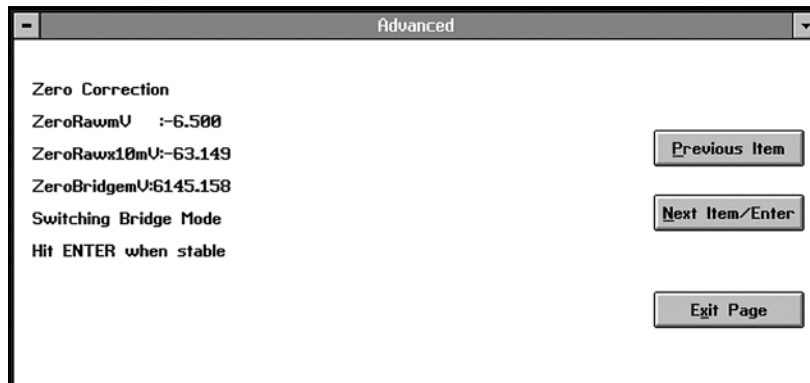 Advanced
Zero Correction
ZeroRawmV :-6.500
ZeroRawx10mV:-63.149
ZeroBridgemV:6145.158
Switching Bridge Mode
Hit ENTER when stable
Previous Item
Next Item/Enter
Exit Page